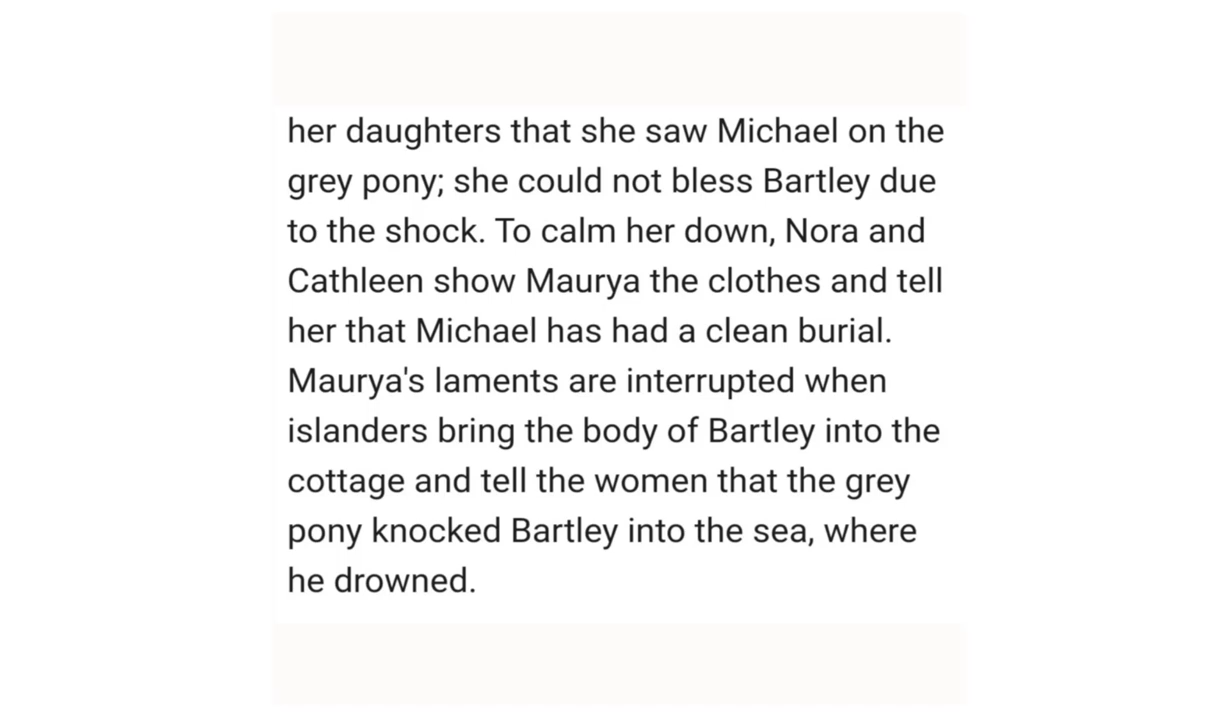 her daughters that she saw Michael on the
grey pony; she could not bless Bartley due
to the shock. To calm her down, Nora and
Cathleen show Maurya the clothes and tell
her that Michael has had a clean burial.
Maurya's laments are interrupted when
islanders bring the body of Bartley into the
cottage and tell the women that the grey
pony knocked Bartley into the sea, where
he drowned.